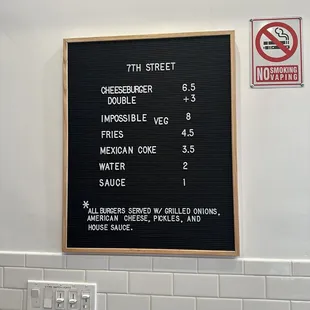 7TH STREET
CHEESEBURGER 6.5
DOUBLE +3
IMPOSSIBLE VEG 8
FRIES 4.5
MEXICAN COKE 3.5
WATER 2
SAUCE 1
*ALL BURGERS SERVED W/ GRILLED ONIONS,
AMERICAN CHEESE, PICKLES, AND
HOUSE SAUCE.
NO SMOKING
VAPING